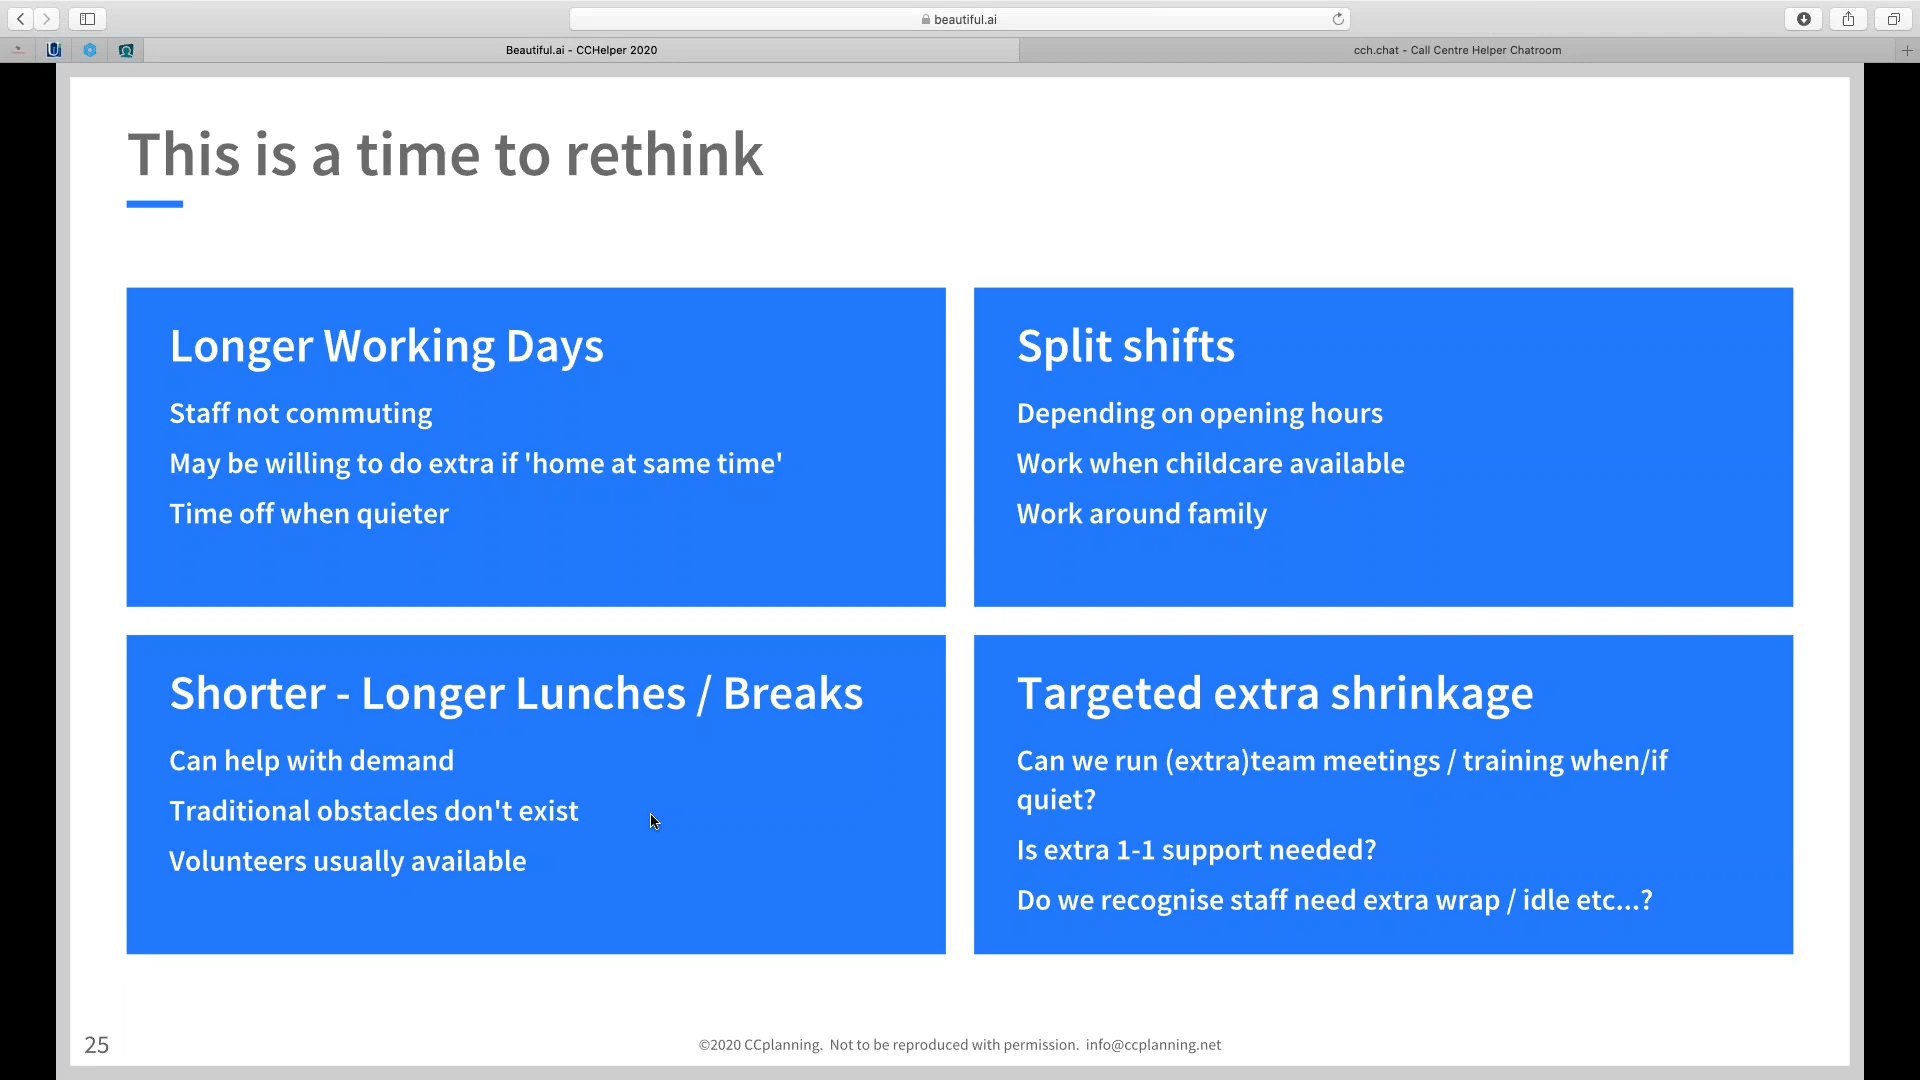 beautiful.ai
Beautiful.ai - CCHelper 2020
cch.chat - Call Centre Helper Chatroom
This is a time to rethink
Longer Working Days
Staff not commuting
May be willing to do extra if 'home at same time'
Time off when quieter
Split shifts
Depending on opening hours
Work when childcare available
Work around family
Shorter - Longer Lunches / Breaks
Can help with demand
Traditional obstacles don't exist
Volunteers usually available
Targeted extra shrinkage
Can we run (extra)team meetings / training when/if
quiet?
Is extra 1-1 support needed?
Do we recognise staff need extra wrap / idle etc...?
25
©2020 CCplanning.  Not to be reproduced with permission.  info@ccplanning.net